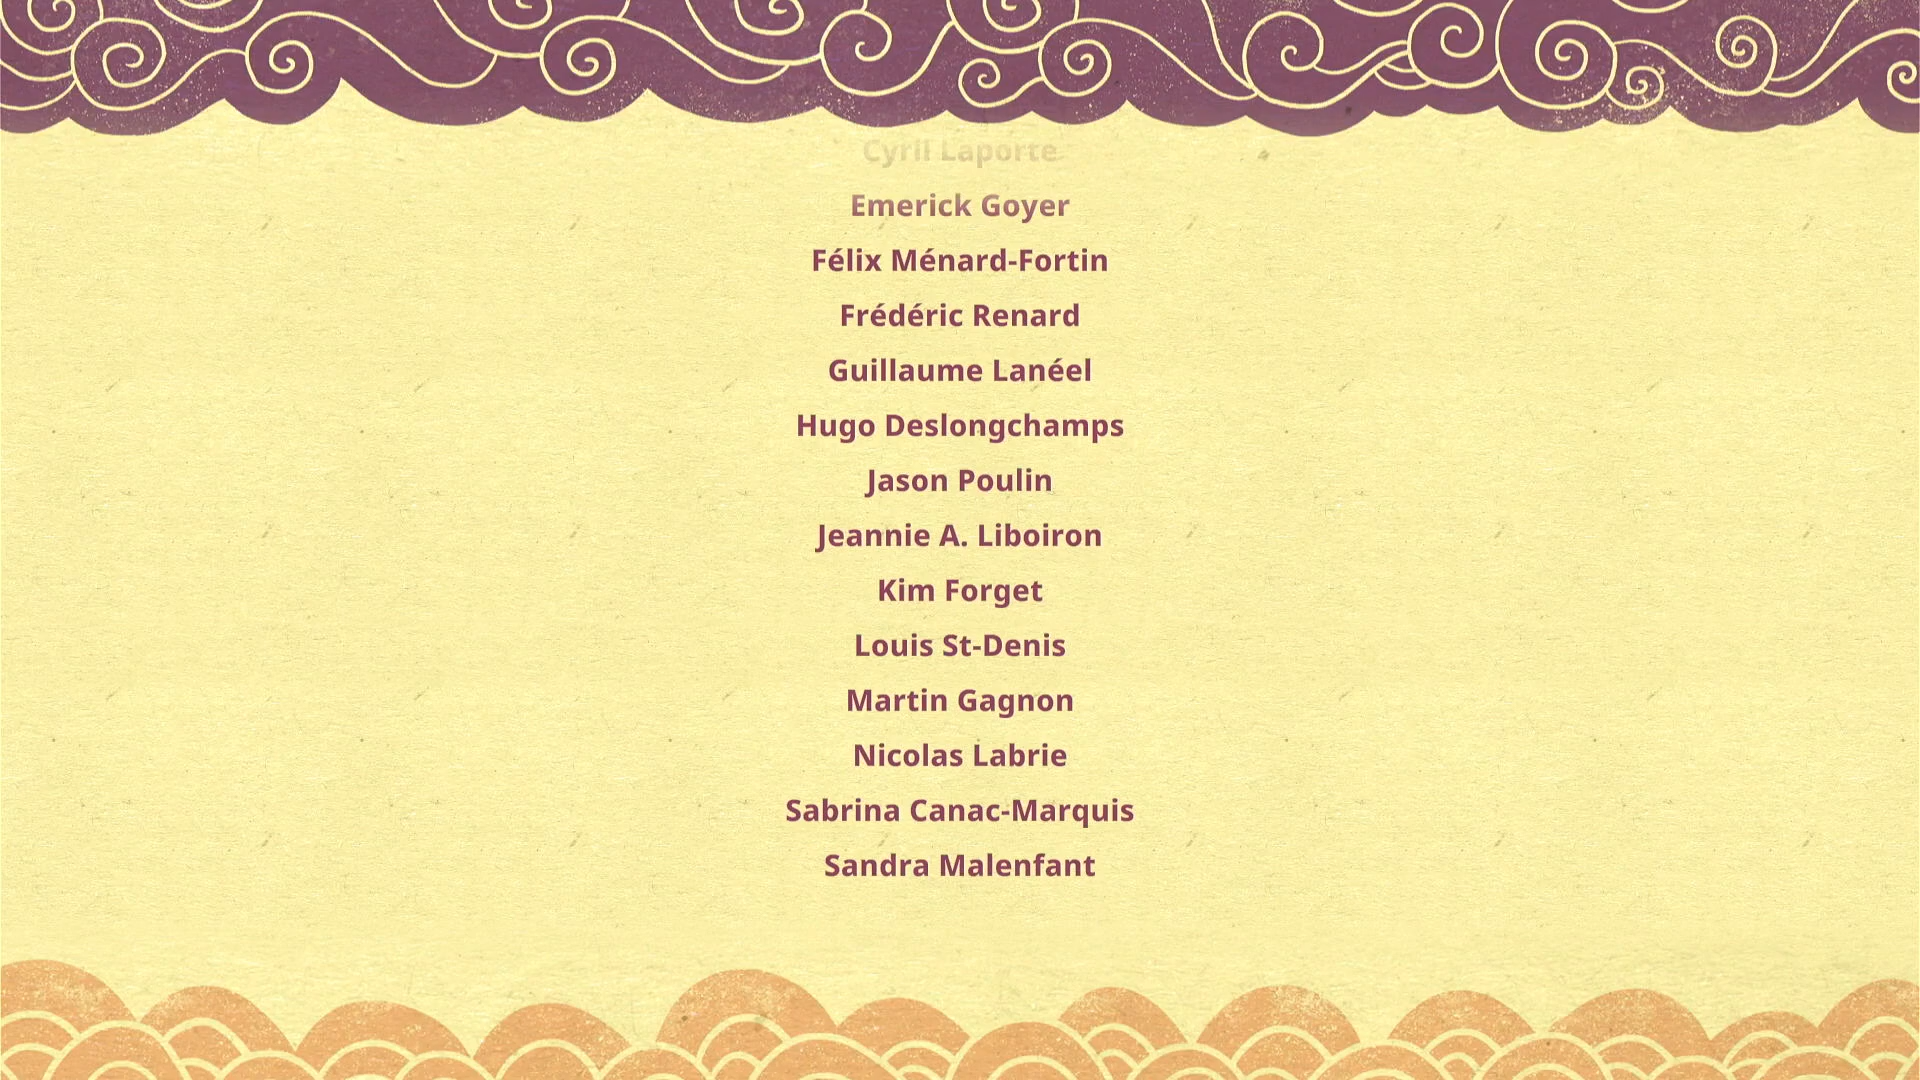 Cyril Laporte
Emerick Goyer
Félix Ménard-Fortin
Frédéric Renard
Guillaume Lanéel
Hugo Deslongchamps
Jason Poulin
Jeannie A. Liboiron
Kim Forget
Louis St-Denis
Martin Gagnon
Nicolas Labrie
Sabrina Canac-Marquis
Sandra Malenfant